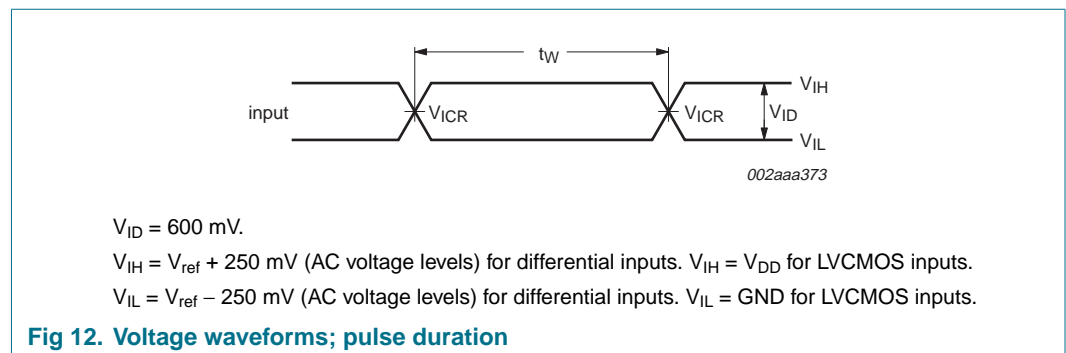 tW
VIH
input
VICR
VICR
VID
VIL
002aaa373
VID = 600 mV.
VIH = Vref + 250 mV (AC voltage levels) for differential inputs. VIH = VDD for LVCMOS inputs.
VIL = Vref − 250 mV (AC voltage levels) for differential inputs. VIL = GND for LVCMOS inputs.
Fig 12. Voltage waveforms; pulse duration